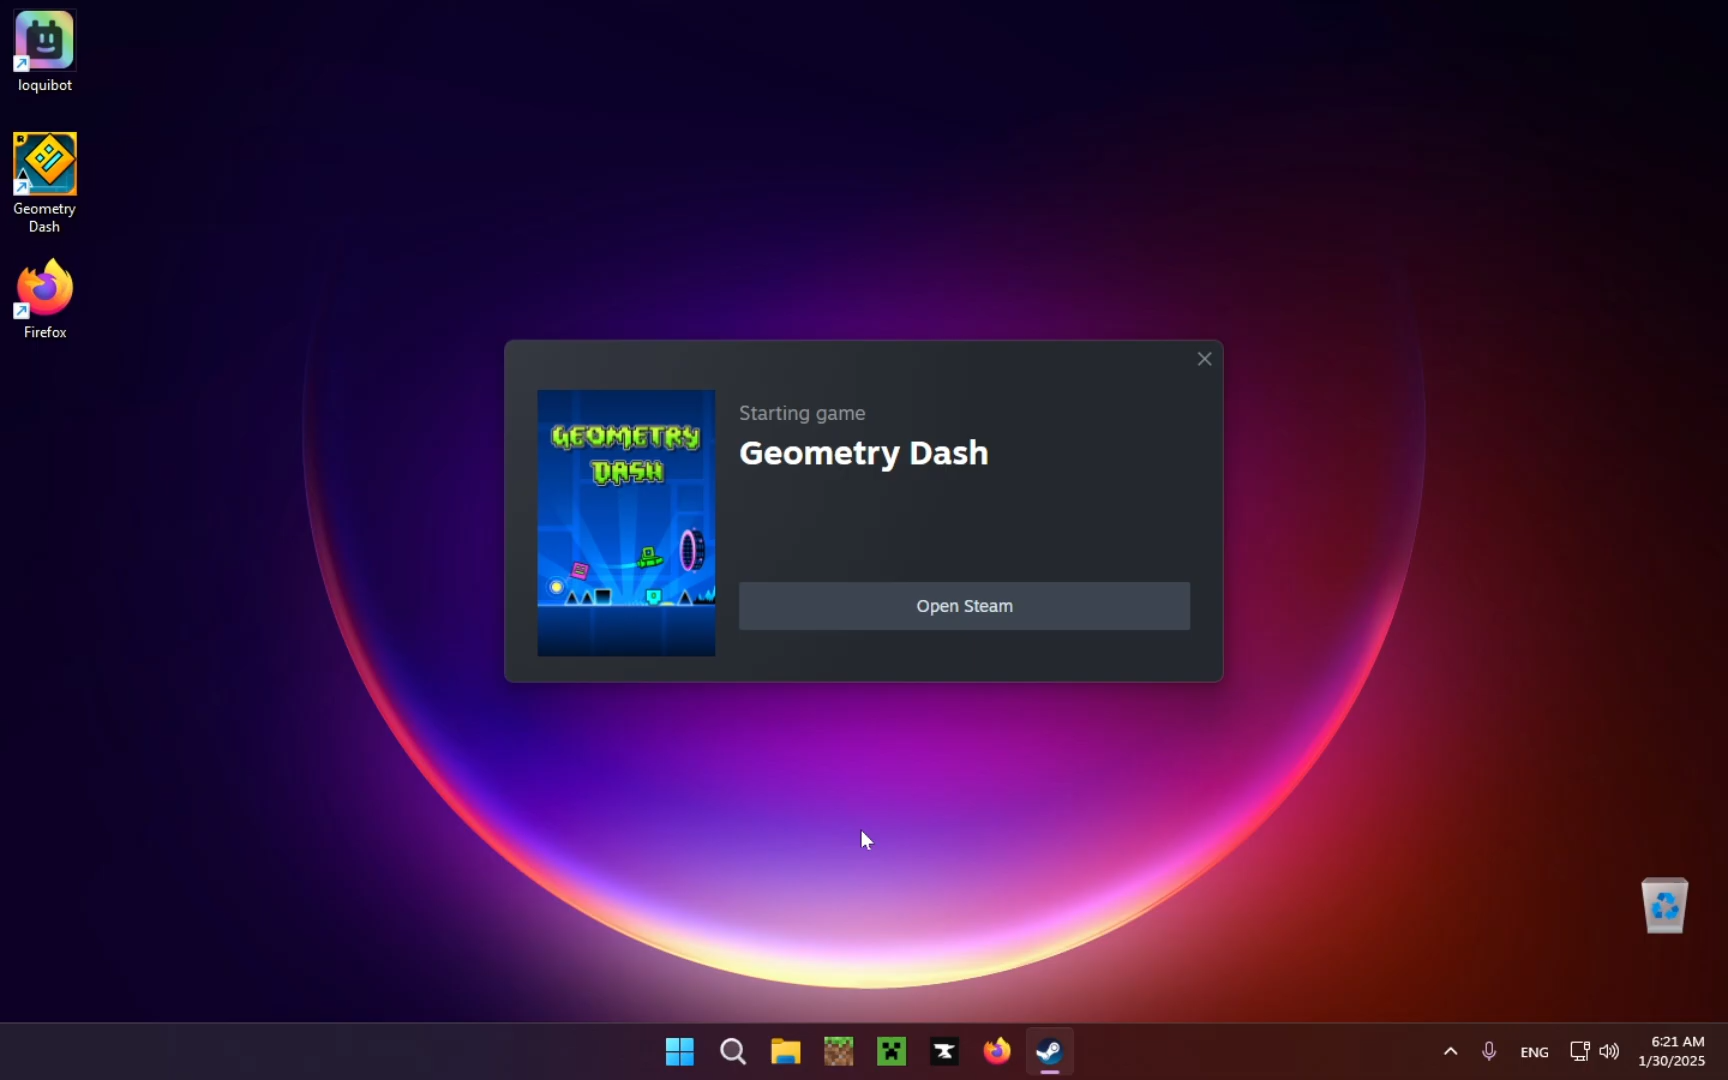 loquibot
Geometry
Dash
Firefox
GEOMETRY
DASH
Starting game
Geometry Dash
Open Steam
ENG
6:21 AM
1/30/2025